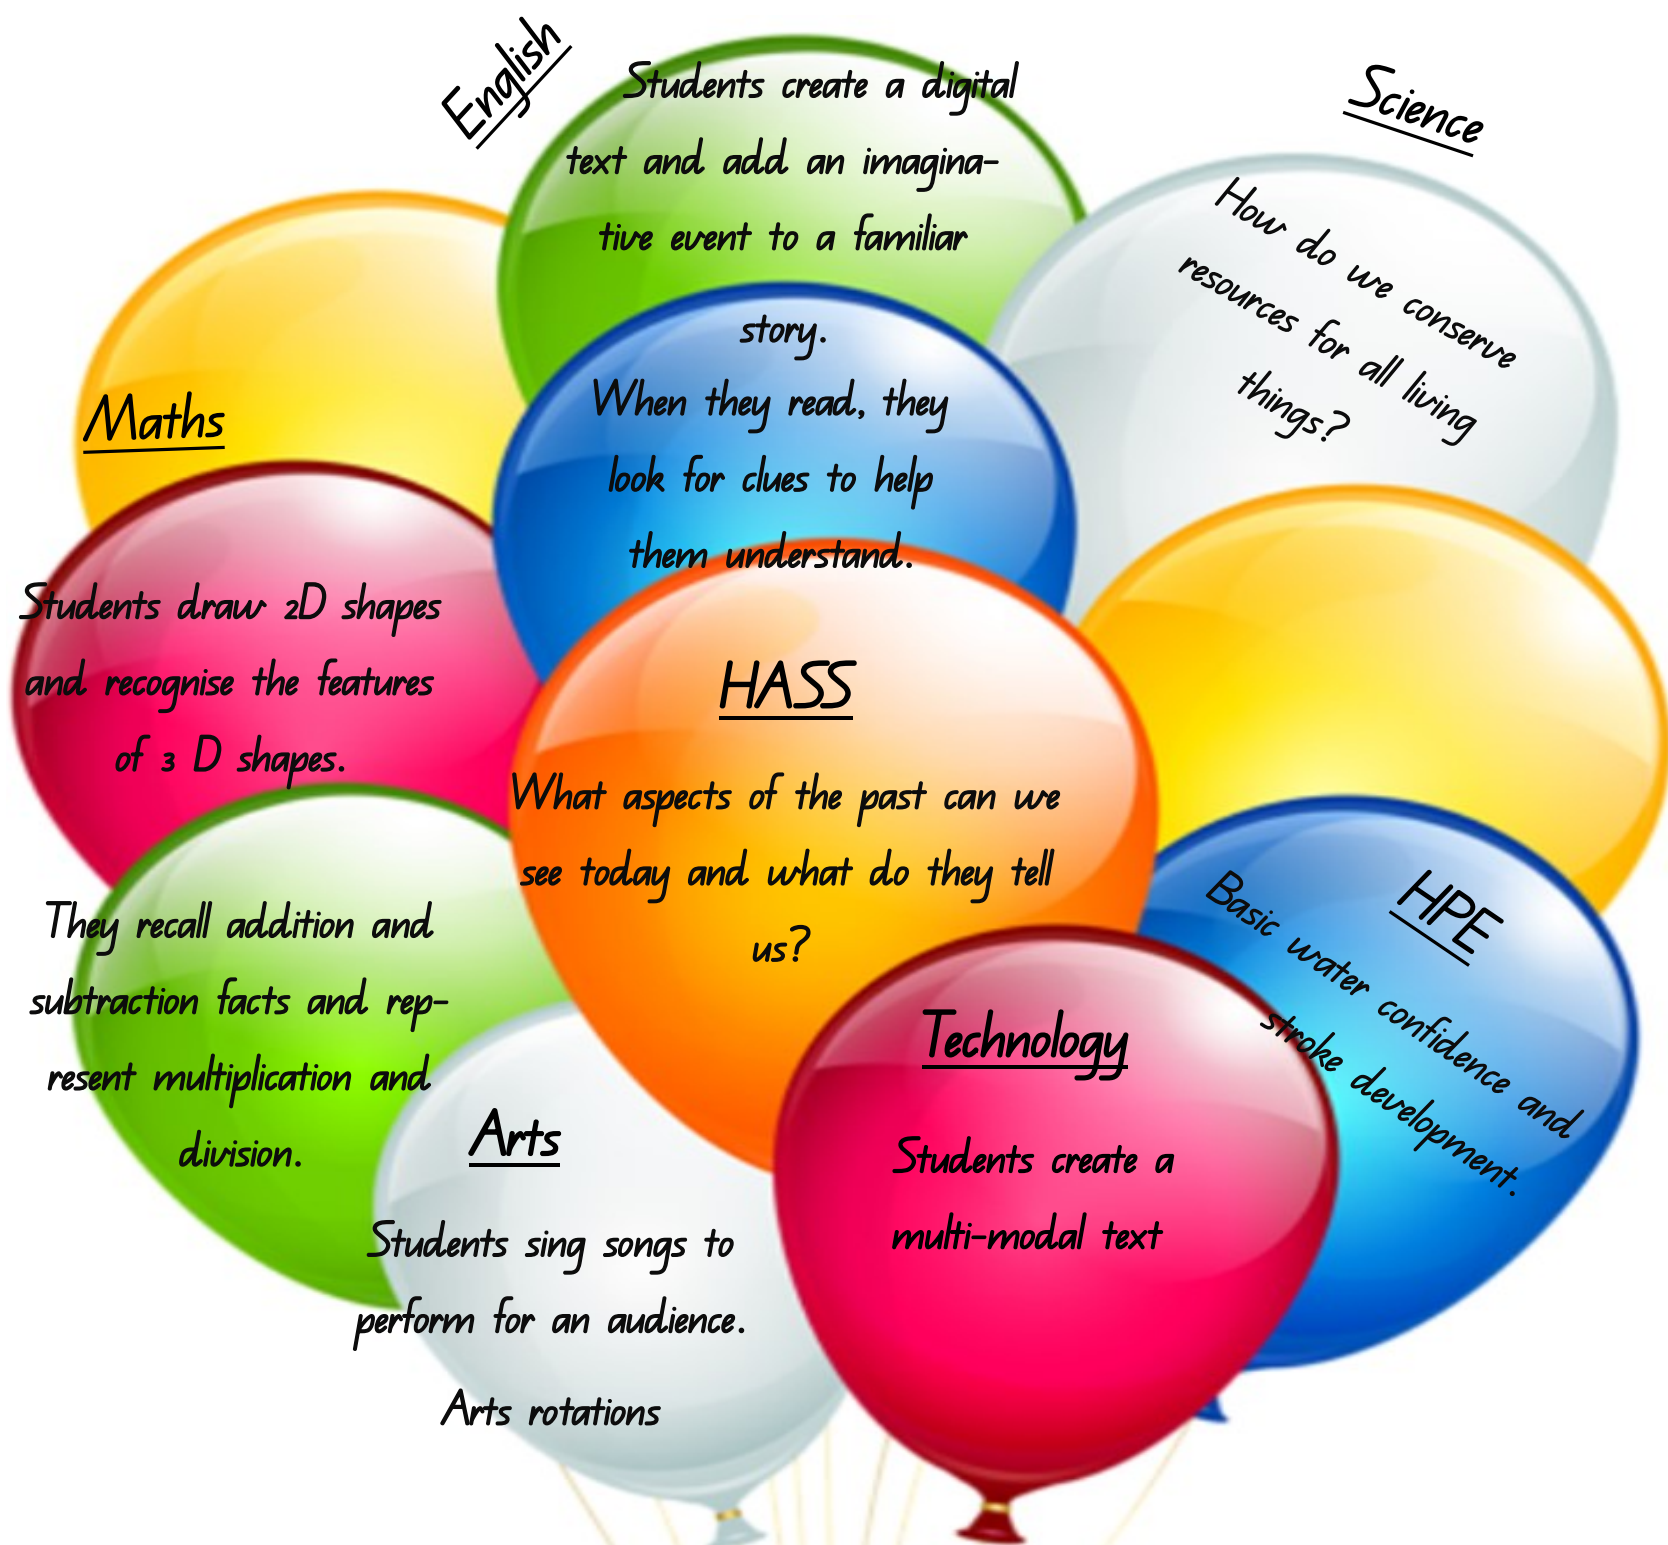 English
Students create a digital
text and add an imagina-
tive event to a familiar
story.
When they read, they
look for clues to help
them understand.
Science
How do we conserve
resources for all living
things?
Maths
Students draw 2D shapes
and recognise the features
of 3 D shapes.
They recall addition and
subtraction facts and rep-
resent multiplication and
division.
HASS
What aspects of the past can we
see today and what do they tell
us?
HPE
Basic water confidence and
stroke development.
Technology
Students create a
multi-modal text
Arts
Students sing songs to
perform for an audience.
Arts rotations